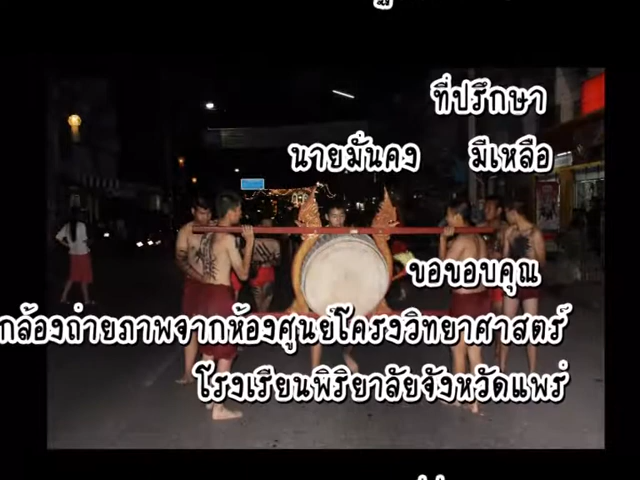 ที่ปรึกษา
นายมั่นคง มีเหลือ
ขอขอบคุณ
กล้องถ่ายภาพจากห้องศูนย์โครงวิทยาศาสตร์
โรงเรียนพิริยาลัยจังหวัดแพร่